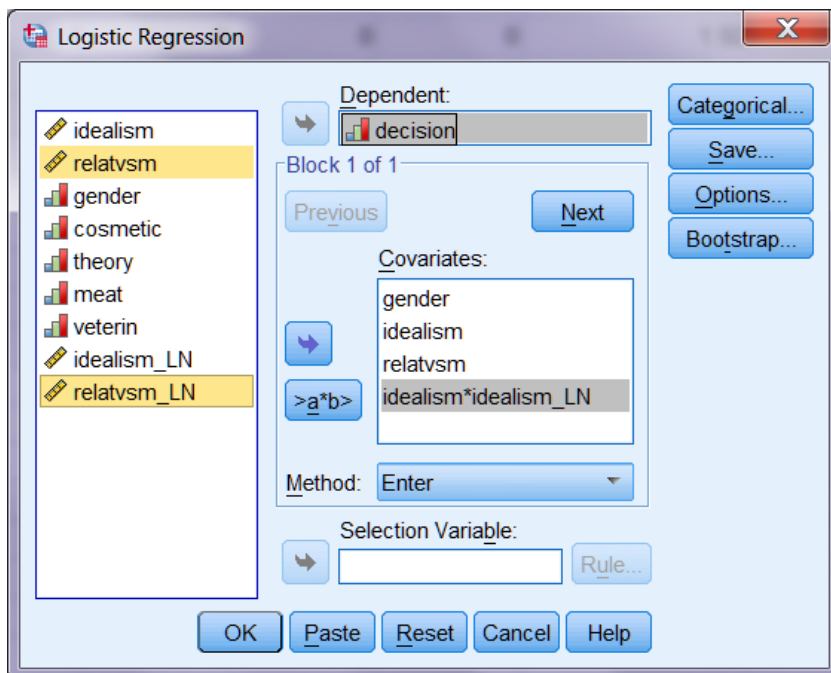 Logistic Regression
idealism
relatvsm
gender
cosmetic
theory
meat
veterin
idealism_LN
relatvsm_LN
Dependent:
decision
Block 1 of 1
Previous
Next
Covariates:
gender
idealism
relatvsm
idealism*idealism_LN
>a*b>
Method: Enter
Selection Variable:
Rule...
Categorical...
Save...
Options...
Bootstrap...
OK Paste Reset Cancel Help